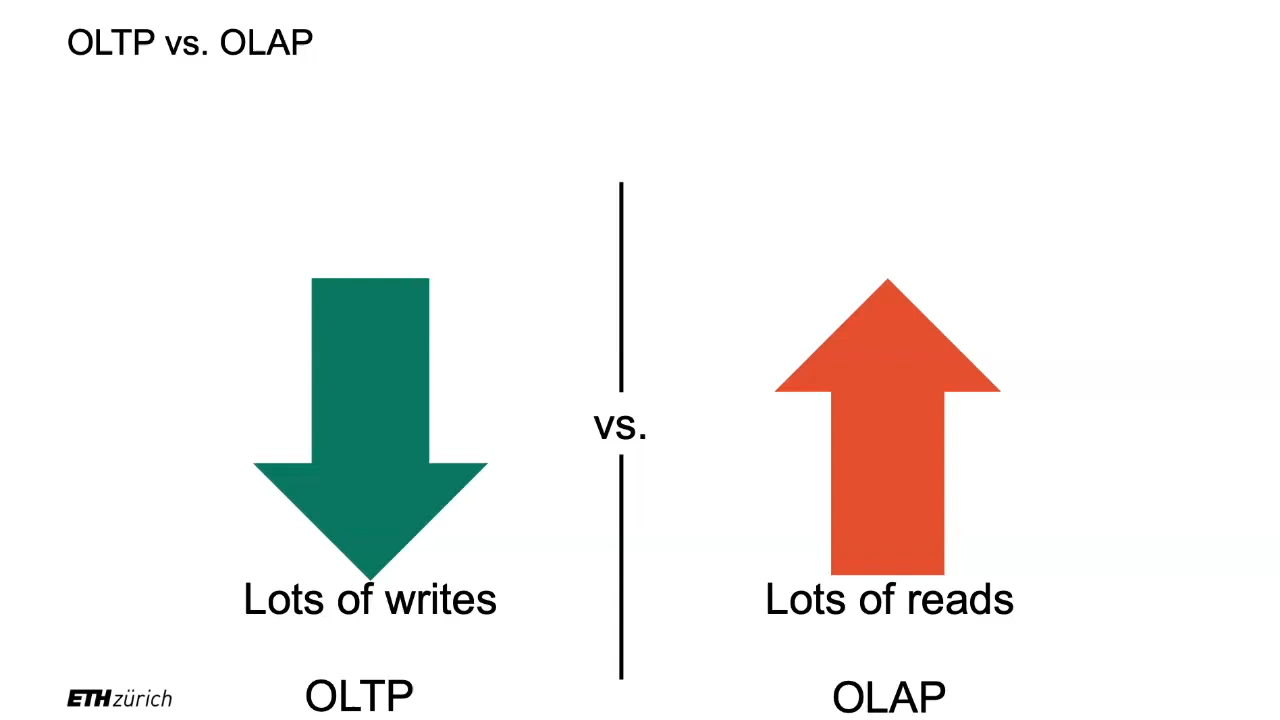 OLTP vs. OLAP
vs.
Lots of writes
Lots of reads
OLTP
OLAP
ETH zürich